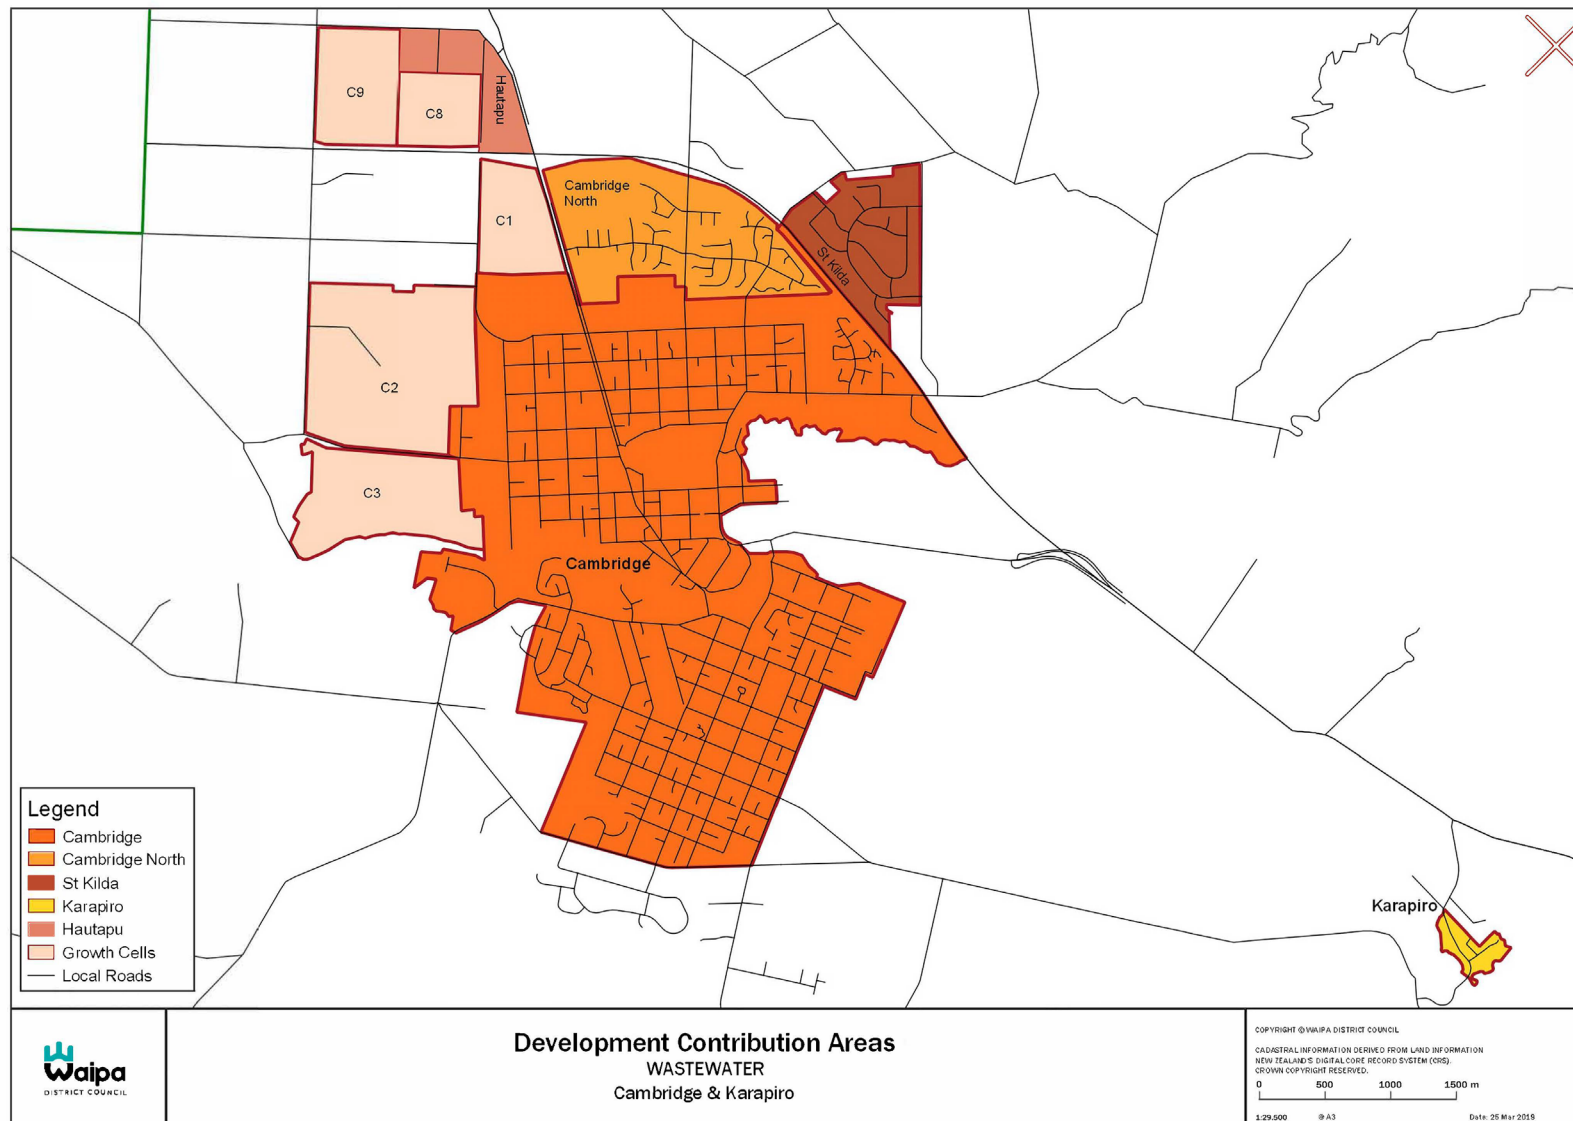 C9
C8
Hautapu
C1
Cambridge
North
St Kilda
C2
C3
Cambridge
Karapiro
Legend
Cambridge
Cambridge North
St Kilda
Karapiro
Hautapu
Growth Cells
Local Roads
Waipa
DISTRICT COUNCIL
Development Contribution Areas
WASTEWATER
Cambridge & Karapiro
COPYRIGHT © WAIPA DISTRICT COUNCIL
CADASTRAL INFORMATION DERIVED FROM LAND INFORMATION
NEW ZEALAND'S DIGITAL CORE RECORD SYSTEM (CRS).
CROWN COPYRIGHT RESERVED.
0 500 1000 1500 m
1:29,500 @ A3 Date: 25 Mar 2019